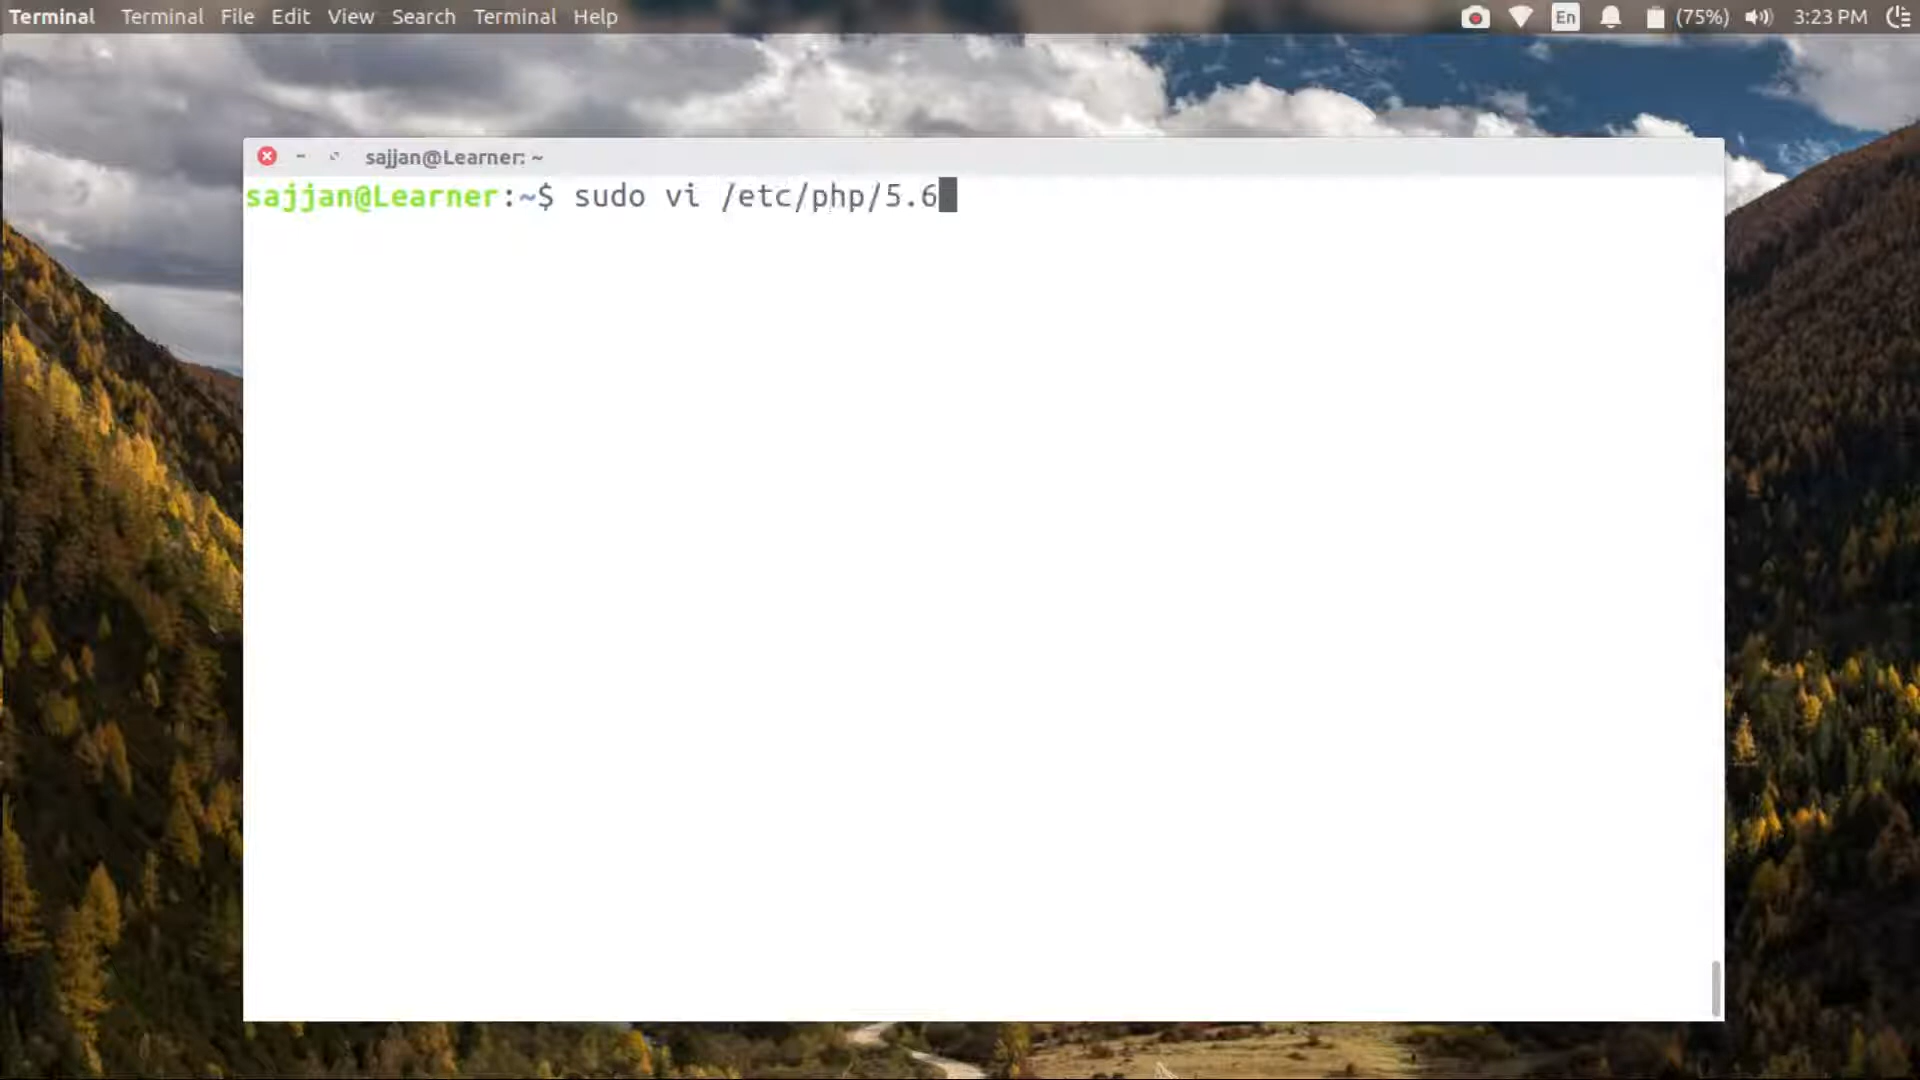 Terminal Terminal File Edit View Search Terminal Help En (75%) 3:23 PM
sajjan@Learner: ~
sajjan@Learner:~$ sudo vi /etc/php/5.6